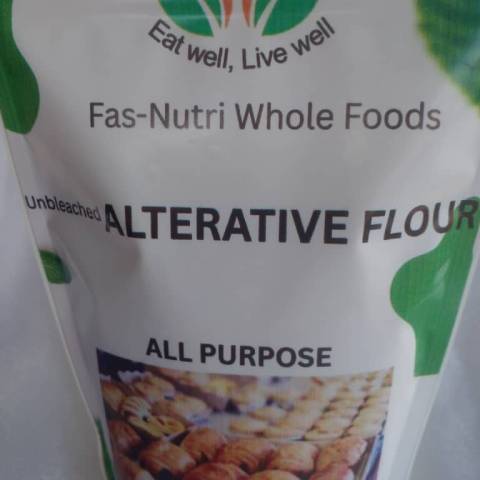 Eat well, Live well
Fas-Nutri Whole Foods
Unbleached ALTERATIVE FLOUR
ALL PURPOSE